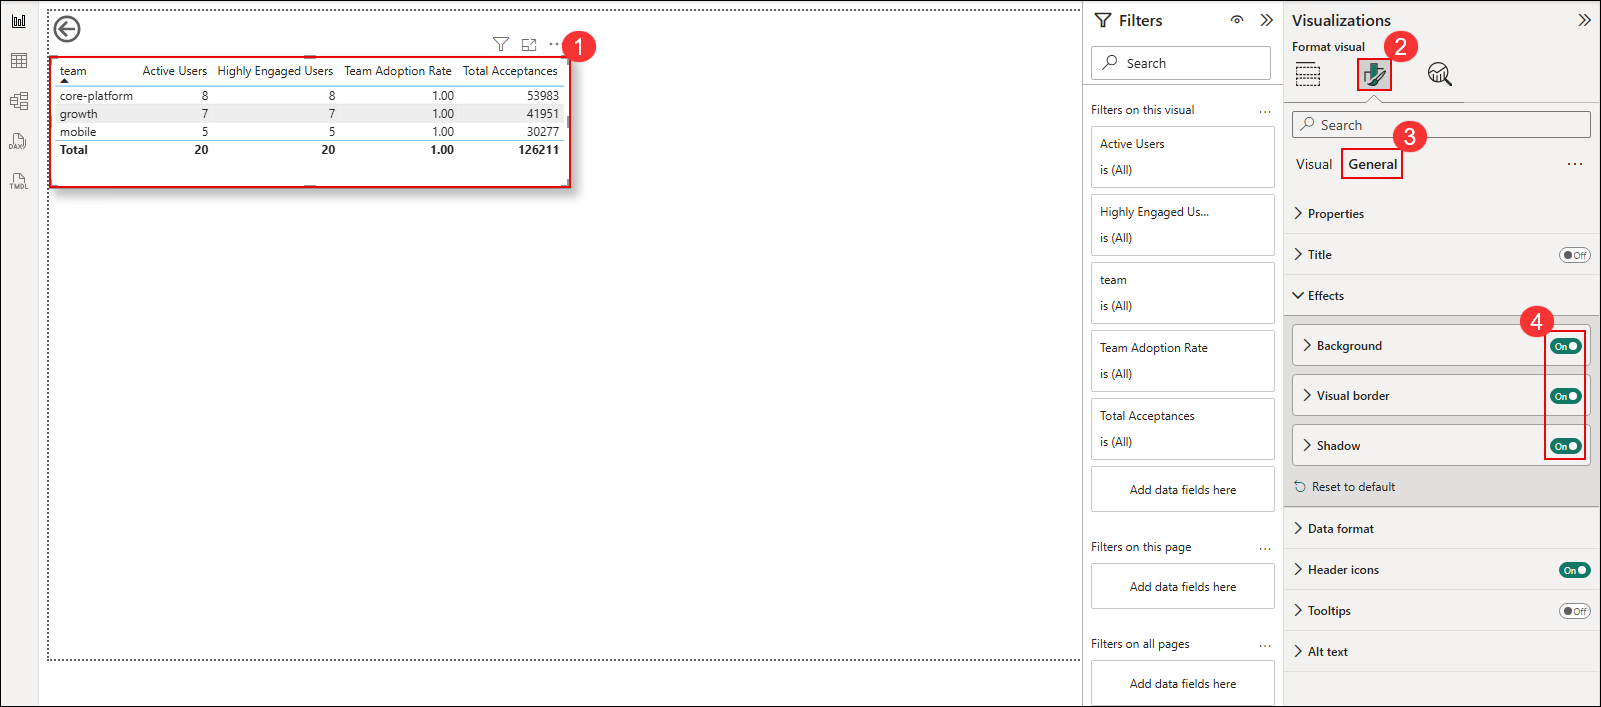 1
team Active Users Highly Engaged Users Team Adoption Rate Total Acceptances
core-platform 8 8 1.00 53983
growth 7 7 1.00 41951
mobile 5 5 1.00 30277
Total 20 20 1.00 126211
DAX
TMDL
Filters
Search
Filters on this visual
Active Users
is (All)
Highly Engaged Us...
is (All)
team
is (All)
Team Adoption Rate
is (All)
Total Acceptances
is (All)
Add data fields here
Filters on this page
Add data fields here
Filters on all pages
Add data fields here
Visualizations
Format visual
2
Search
3
Visual General
Properties
Title Off
Effects
4
Background On
Visual border On
Shadow On
Reset to default
Data format
Header icons On
Tooltips Off
Alt text